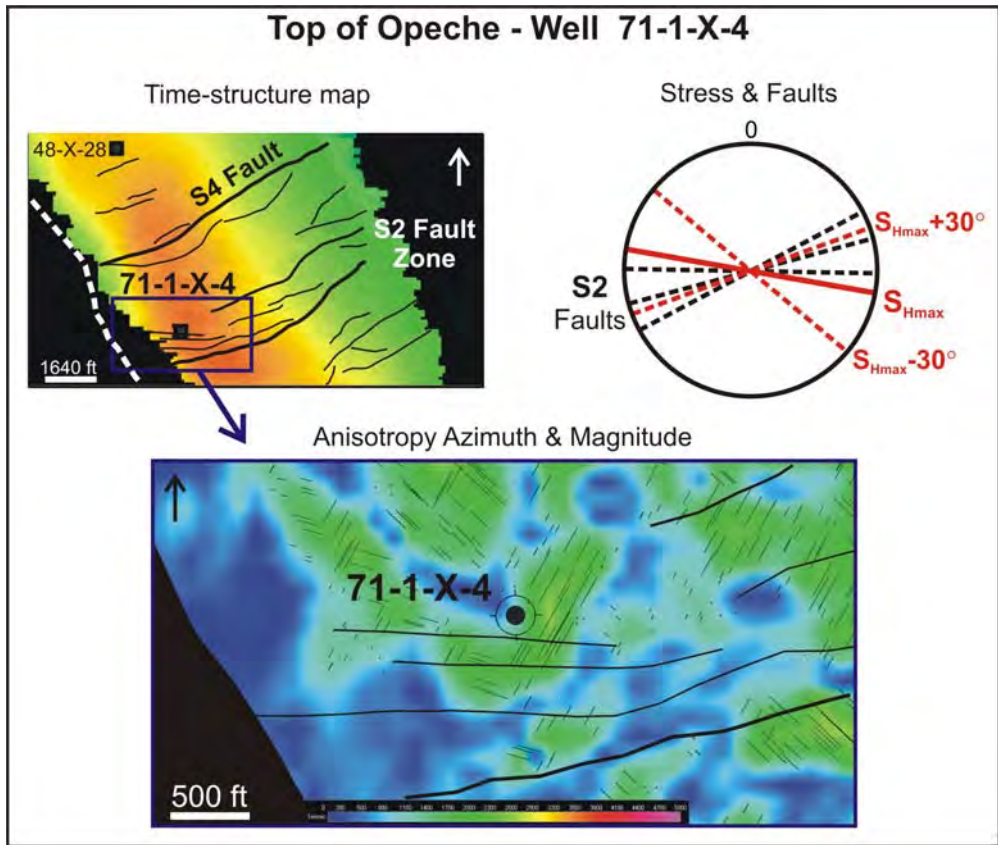 Top of Opeche - Well 71-1-X-4
Time-structure map
48-X-28
S4 Fault
S2 Fault
Zone
71-1-X-4
1640 ft
Stress & Faults
0
SHmax+30°
S2
Faults
SHmax
SHmax-30°
Anisotropy Azimuth & Magnitude
71-1-X-4
500 ft